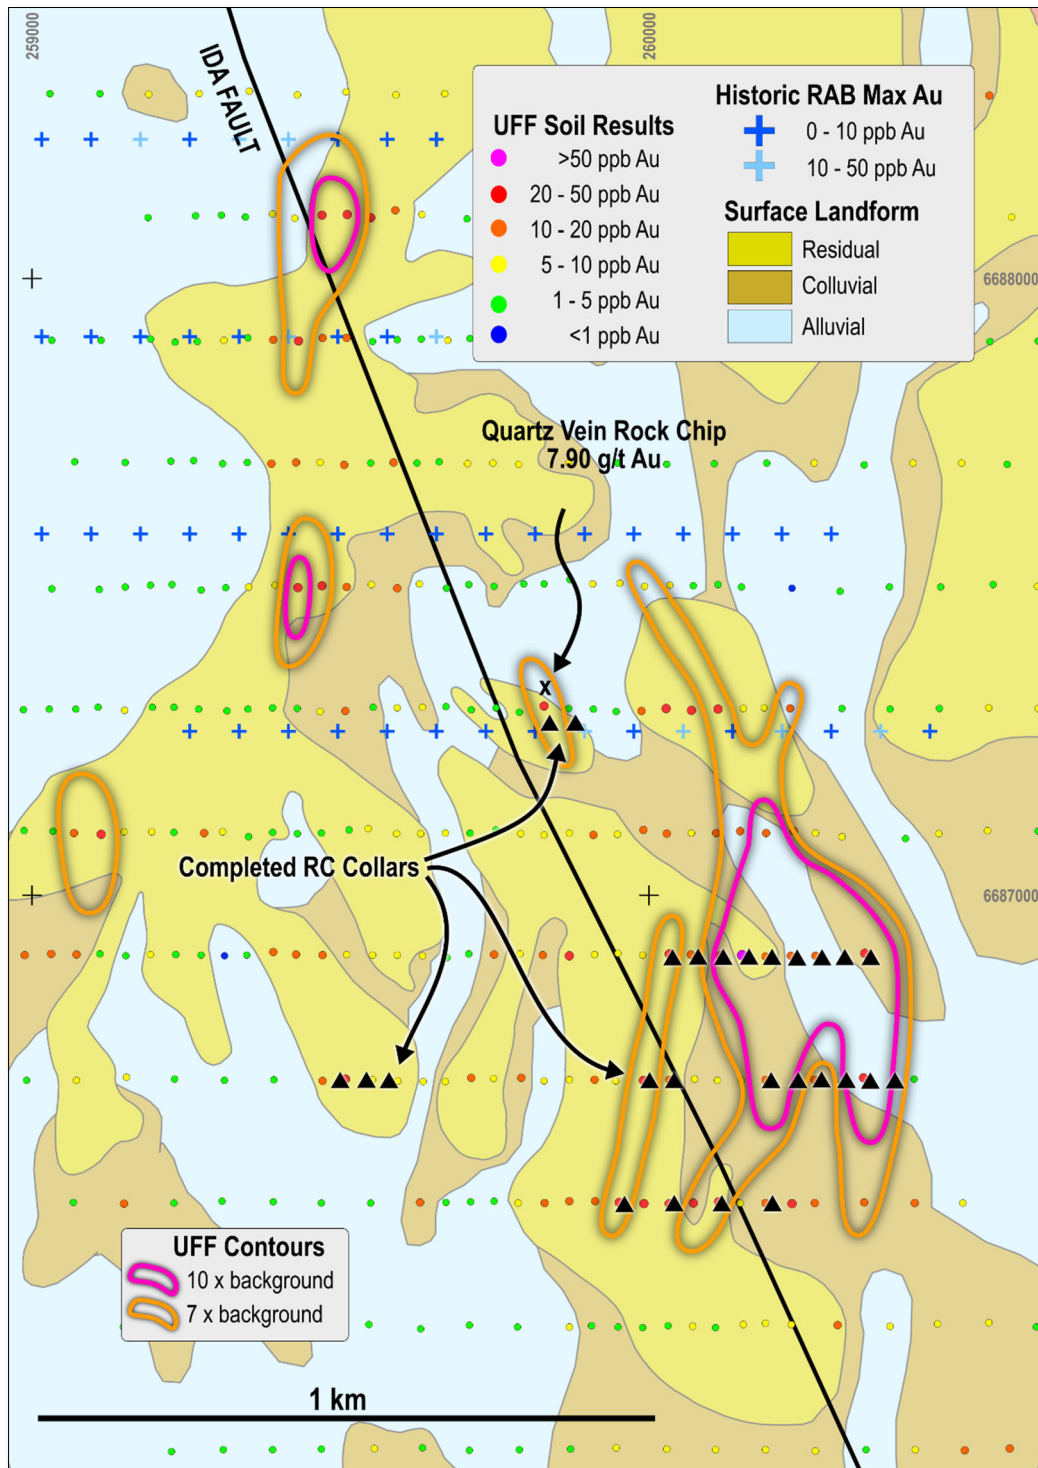 259000
260000
IDA FAULT
Historic RAB Max Au
0 - 10 ppb Au
10 - 50 ppb Au
UFF Soil Results
>50 ppb Au
20 - 50 ppb Au
10 - 20 ppb Au
5 - 10 ppb Au
1 - 5 ppb Au
<1 ppb Au
Surface Landform
Residual
Colluvial
Alluvial
6688000
Quartz Vein Rock Chip
7.90 g/t Au
x
Completed RC Collars
6687000
UFF Contours
10 x background
7 x background
1 km